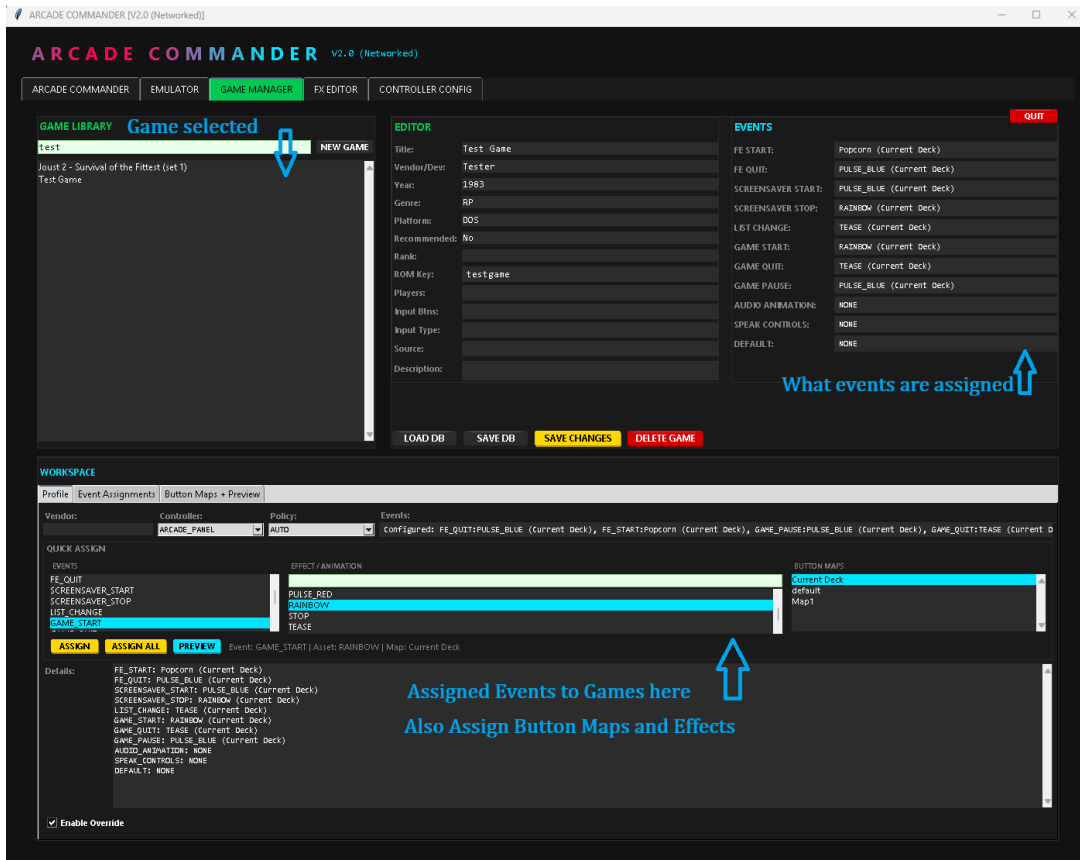 ARCADE COMMANDER [V2.0 (Networked)]
ARCADE COMMANDER V2.0 (Networked)
ARCADE COMMANDER EMULATOR GAME MANAGER FX EDITOR CONTROLLER CONFIG
QUIT
GAME LIBRARY Game selected
test NEW GAME
Joust 2 - Survival of the Fittest (set 1)
Test Game
EDITOR
Title: Test Game
Vendor/Dev: Tester
Year: 1983
Genre: RP
Platform: DOS
Recommended: No
Rank:
ROM Key: testgame
Players:
Input Btns:
Input Type:
Source:
Description:
LOAD DB SAVE DB SAVE CHANGES DELETE GAME
EVENTS
FE START: Popcorn (Current Deck)
FE QUIT: PULSE_BLUE (Current Deck)
SCREENSAVER START: PULSE_BLUE (Current Deck)
SCREENSAVER STOP: RAINBOW (Current Deck)
LIST CHANGE: TEASE (Current Deck)
GAME START: RAINBOW (Current Deck)
GAME QUIT: TEASE (Current Deck)
GAME PAUSE: PULSE_BLUE (Current Deck)
AUDIO ANIMATION: NONE
SPEAK CONTROLS: NONE
DEFAULT: NONE
What events are assigned
WORKSPACE
Profile Event Assignments Button Maps + Preview
Vendor: Controller: Policy: Events:
ARCADE_PANEL AUTO Configured: FE_QUIT:PULSE_BLUE (Current Deck), FE_START:Popcorn (Current Deck), GAME_PAUSE:PULSE_BLUE (Current Deck), GAME_QUIT:TEASE (Current D
QUICK ASSIGN
EVENTS
FE_QUIT
SCREENSAVER_START
SCREENSAVER_STOP
LIST_CHANGE
GAME_START
EFFECT / ANIMATION
PULSE_RED
RAINBOW
STOP
TEASE
BUTTON MAPS
Current Deck
default
Map1
ASSIGN ASSIGN ALL PREVIEW Event: GAME_START | Asset: RAINBOW | Map: Current Deck
Details:
FE_START: Popcorn (Current Deck)
FE_QUIT: PULSE_BLUE (Current Deck)
SCREENSAVER_START: PULSE_BLUE (Current Deck)
SCREENSAVER_STOP: RAINBOW (Current Deck)
LIST_CHANGE: TEASE (Current Deck)
GAME_START: RAINBOW (Current Deck)
GAME_QUIT: TEASE (Current Deck)
GAME_PAUSE: PULSE_BLUE (Current Deck)
AUDIO_ANIMATION: NONE
SPEAK_CONTROLS: NONE
DEFAULT: NONE
Assigned Events to Games here
Also Assign Button Maps and Effects
Enable Override